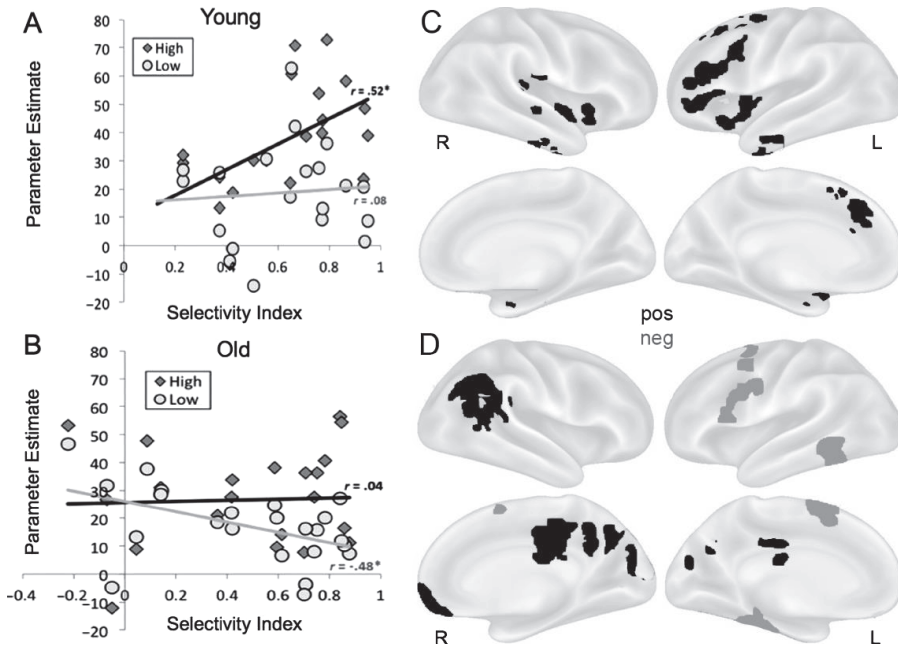 A
Young
Parameter Estimate
80
70
60
50
40
30
20
10
0
−10
−20
High
Low
r = .52*
r = .08
0
0.2
0.4
0.6
0.8
1
Selectivity Index
B
Old
Parameter Estimate
80
70
60
50
40
30
20
10
0
−10
−20
High
Low
r = .04
r = -.48*
−0.4
−0.2
0
0.2
0.4
0.6
0.8
1
Selectivity Index
C
R
L
pos
neg
D
R
L